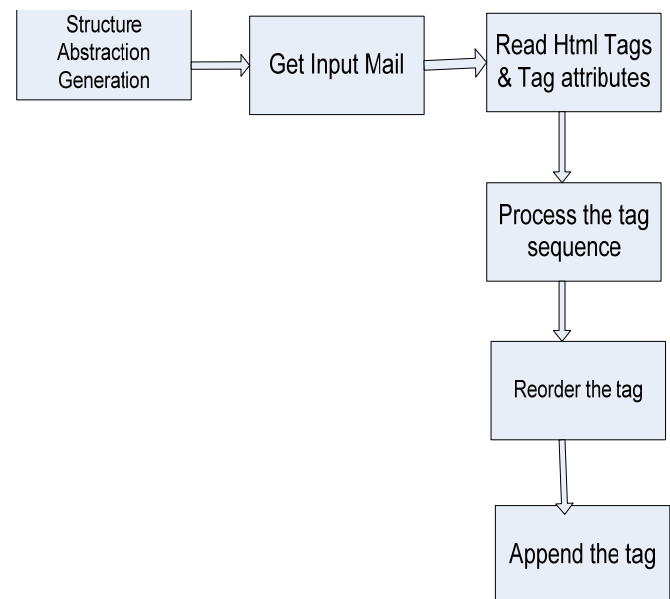 Structure
Abstraction
Generation
Get Input Mail
Read Html Tags
& Tag attributes
Process the tag
sequence
Reorder the tag
Append the tag